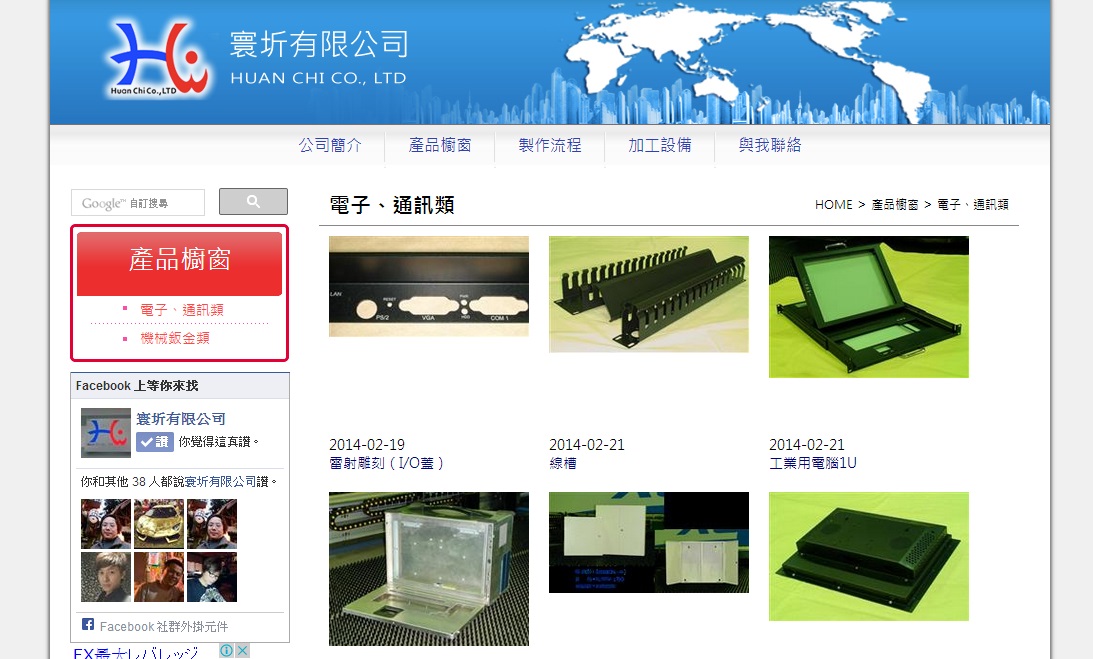 Huan Chi Co.,LTD
寰圻有限公司
HUAN CHI CO., LTD
公司簡介
產品櫥窗
製作流程
加工設備
與我聯絡
Google™ 自訂搜尋
產品櫥窗
電子、通訊類
機械鈑金類
Facebook 上等你來找
寰圻有限公司
讚 你覺得這真讚。
你和其他 38 人都說寰圻有限公司讚。
Facebook 社群外掛元件
FX最大レバレッジ
電子、通訊類
HOME > 產品櫥窗 > 電子、通訊類
LAN
RESET
PS/2
VGA
HDD
COM 1
2014-02-19
雷射雕刻 ( I/O蓋 )
2014-02-21
線槽
2014-02-21
工業用電腦1U